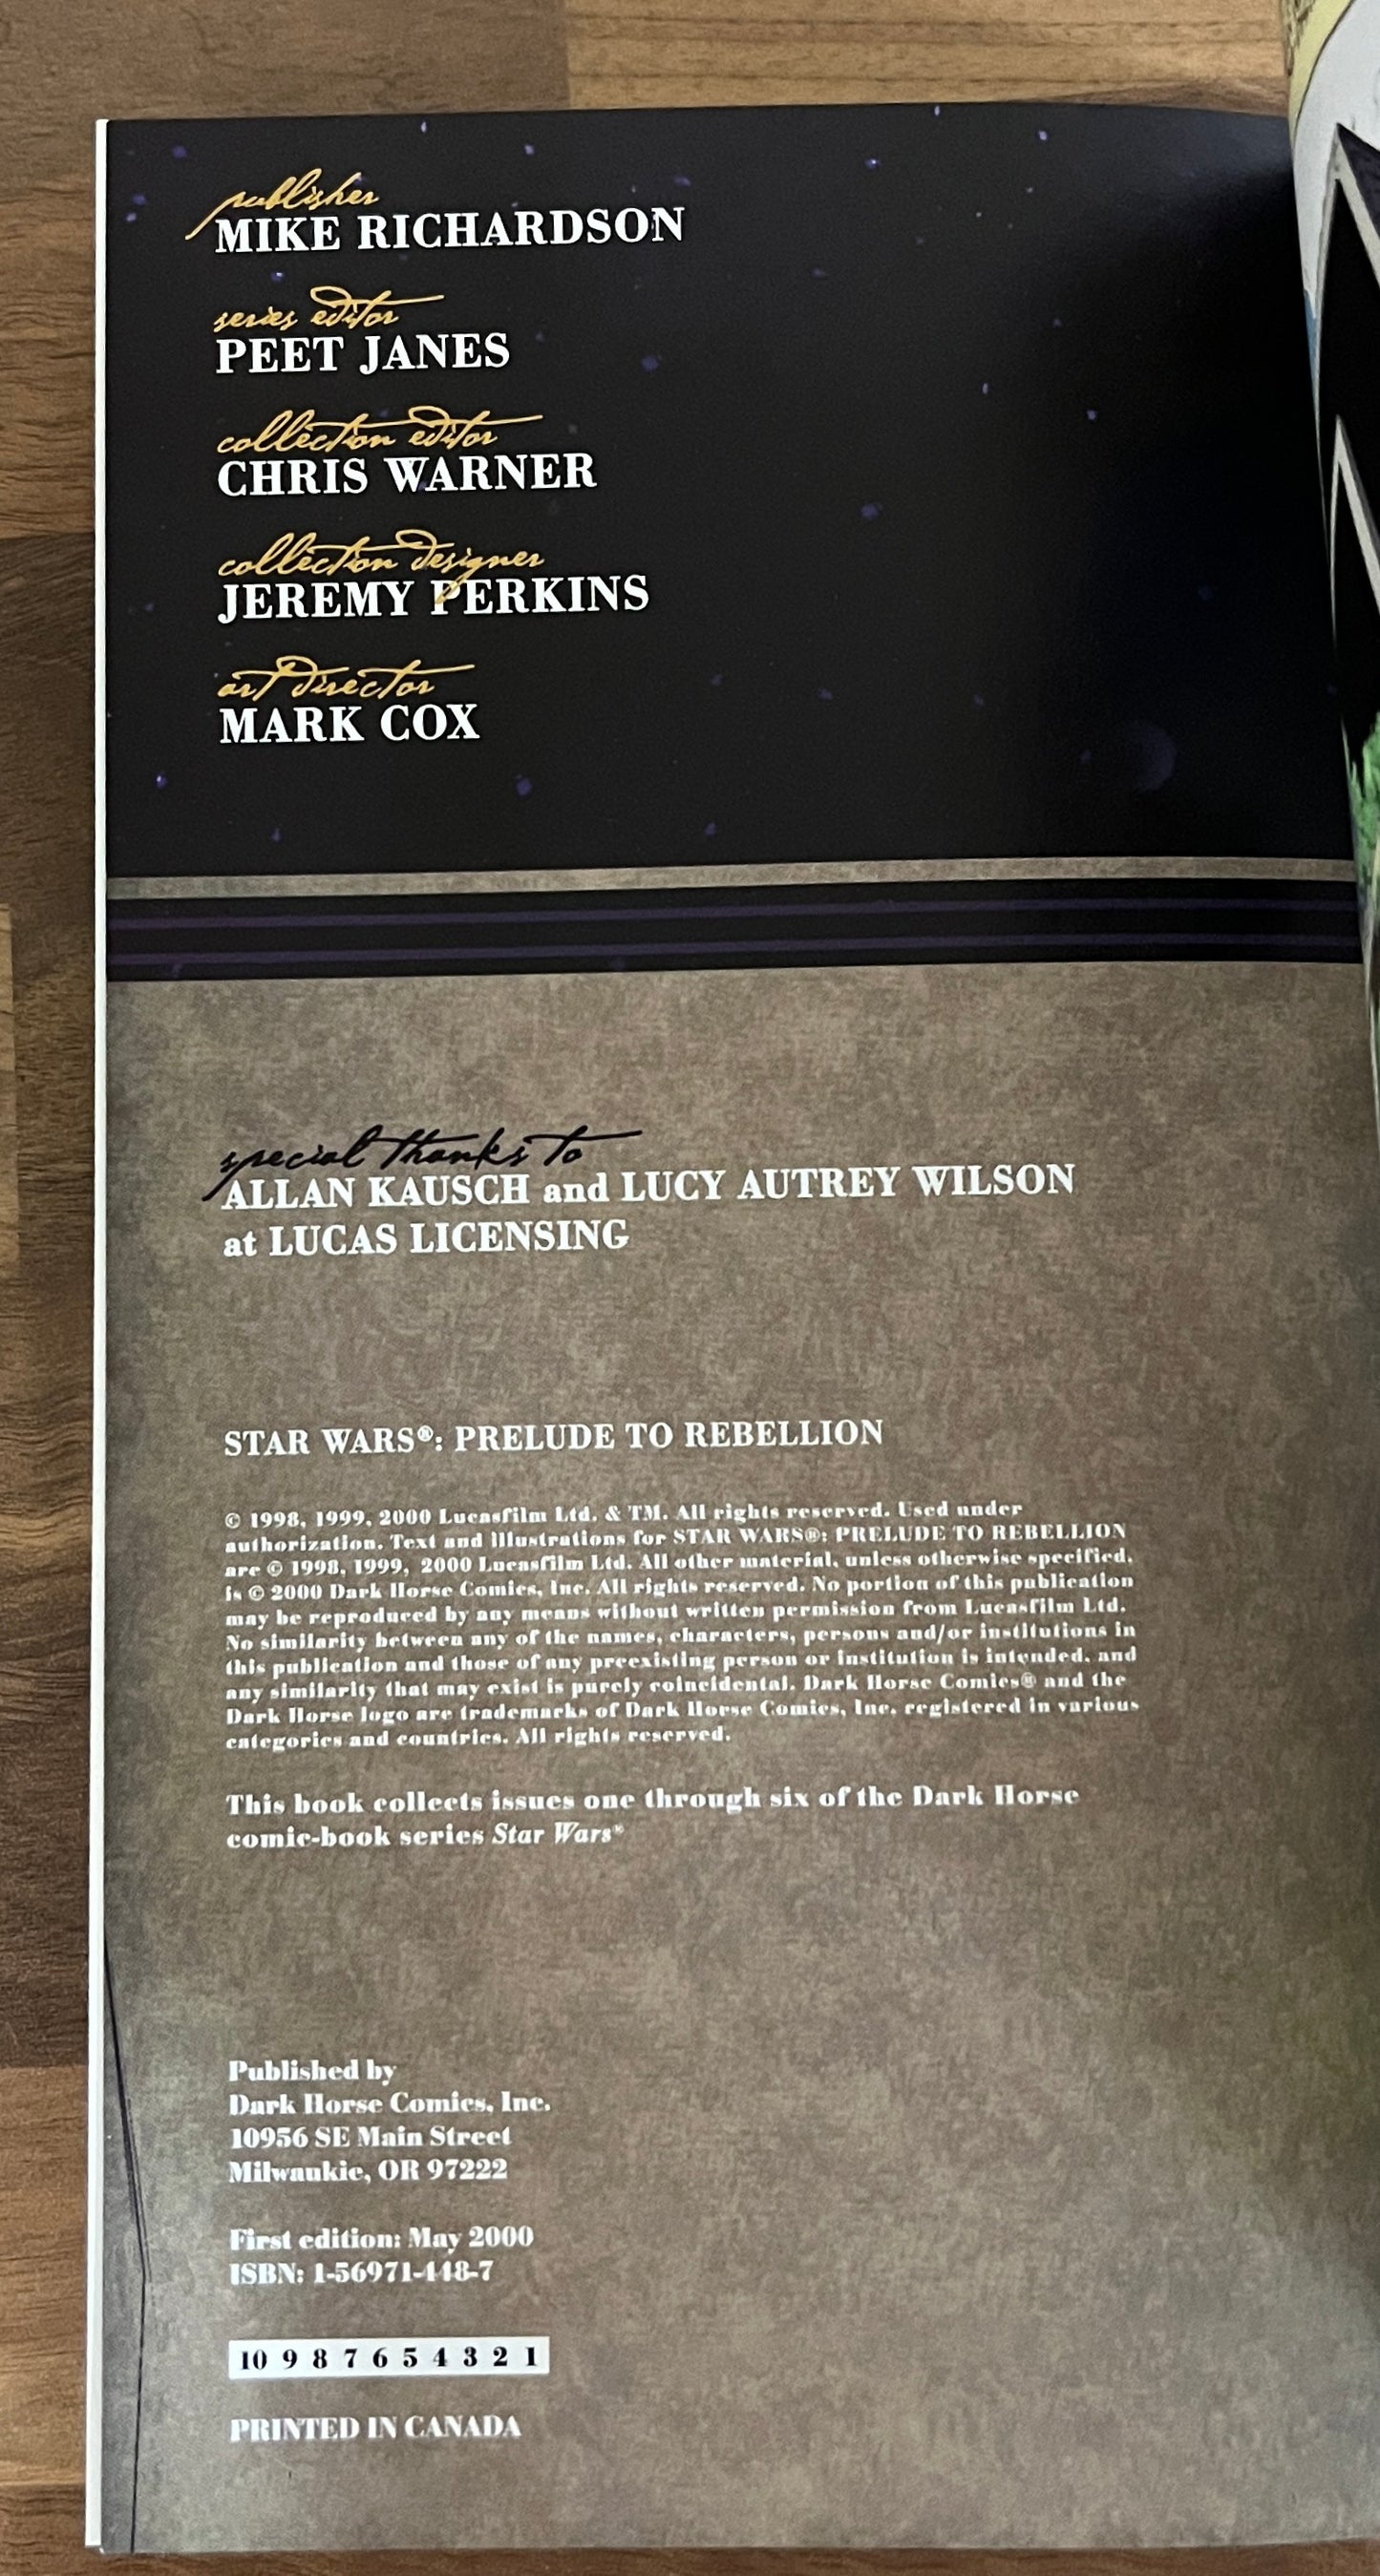 publisher
MIKE RICHARDSON
series editor
PEET JANES
collection editor
CHRIS WARNER
collection designer
JEREMY PERKINS
art director
MARK COX
special thanks to
ALLAN KAUSCH and LUCY AUTREY WILSON
at LUCAS LICENSING
STAR WARS®: PRELUDE TO REBELLION
© 1998, 1999, 2000 Lucasfilm Ltd. & TM. All rights reserved. Used under
authorization. Text and illustrations for STAR WARS®: PRELUDE TO REBELLION
are © 1998, 1999, 2000 Lucasfilm Ltd. All other material, unless otherwise specified,
is © 2000 Dark Horse Comics, Inc. All rights reserved. No portion of this publication
may be reproduced by any means without written permission from Lucasfilm Ltd.
No similarity between any of the names, characters, persons and/or institutions in
this publication and those of any preexisting person or institution is intended, and
any similarity that may exist is purely coincidental. Dark Horse Comics® and the
Dark Horse logo are trademarks of Dark Horse Comics, Inc. registered in various
categories and countries. All rights reserved.
This book collects issues one through six of the Dark Horse
comic-book series Star Wars®
Published by
Dark Horse Comics, Inc.
10956 SE Main Street
Milwaukie, OR 97222
First edition: May 2000
ISBN: 1-56971-448-7
10 9 8 7 6 5 4 3 2 1
PRINTED IN CANADA